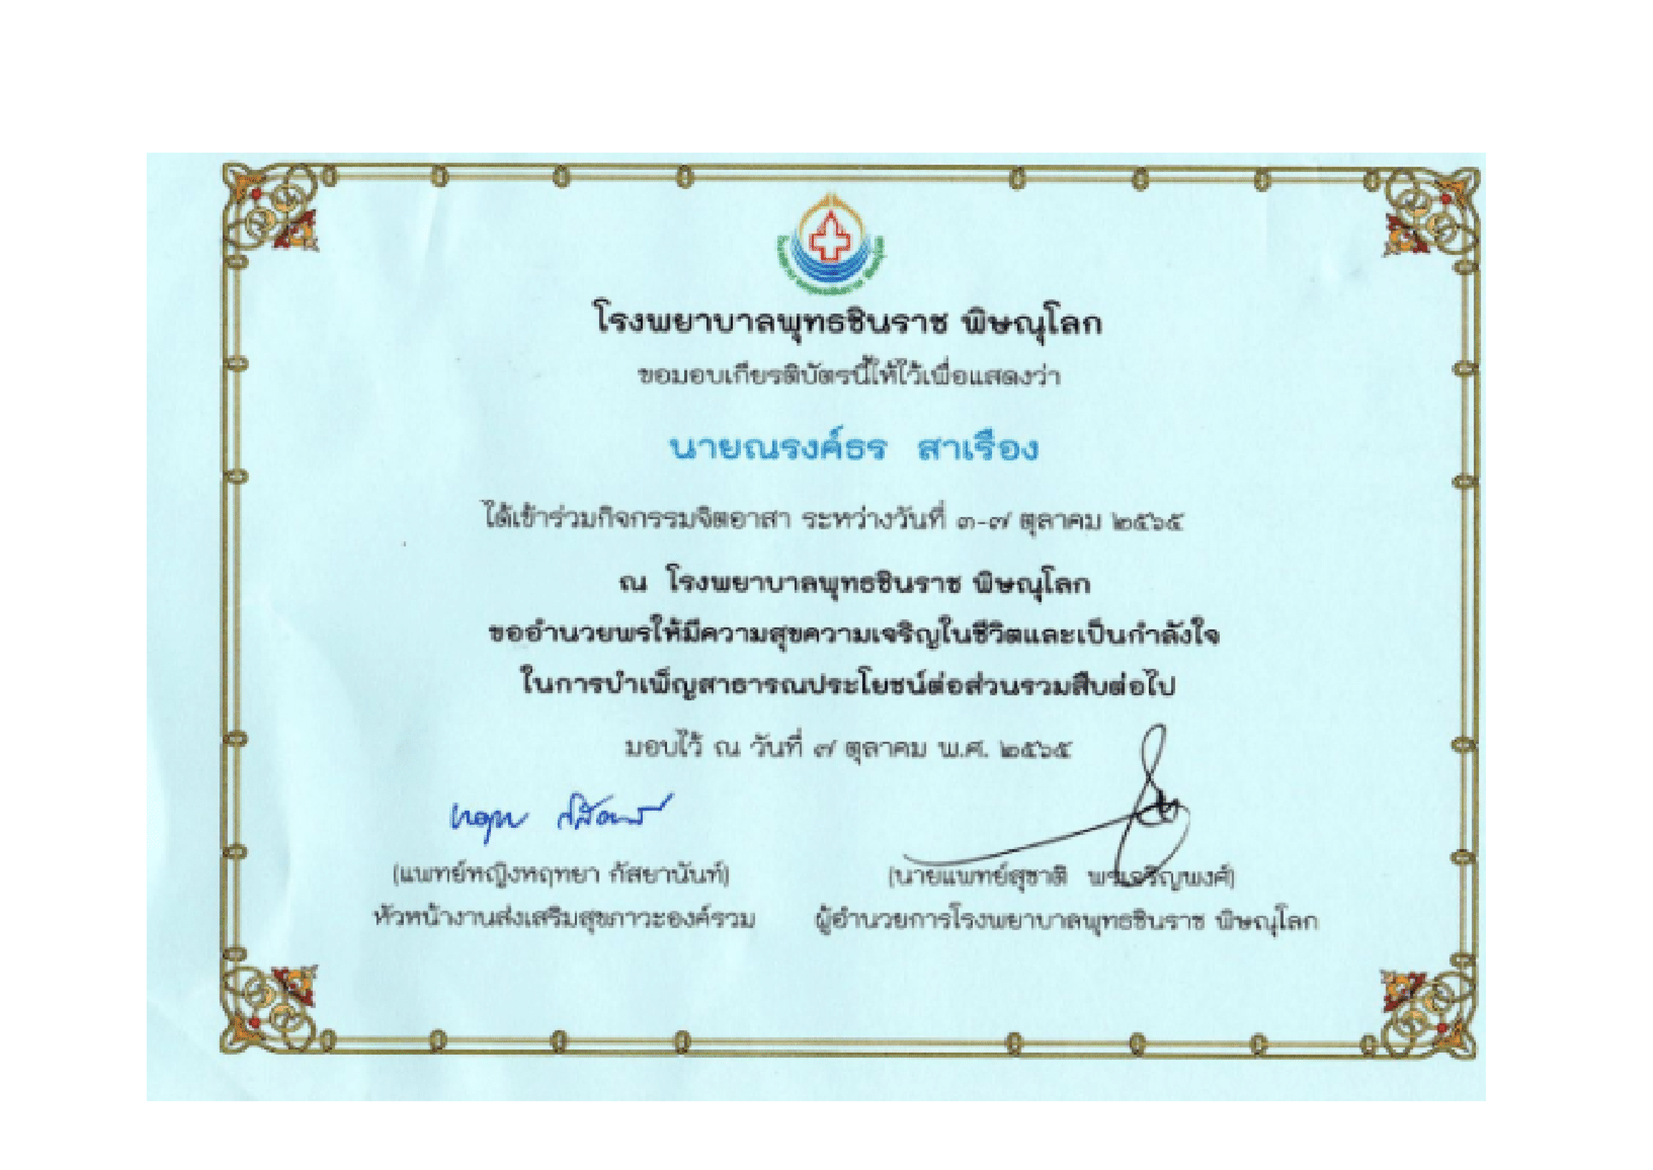 โรงพยาบาลพุทธชินราช พิษณุโลก
ขอมอบเกียรติบัตรนี้ให้ไว้เพื่อแสดงว่า
นายณรงค์ธร สาเรือง
ได้เข้าร่วมกิจกรรมจิตอาสา ระหว่างวันที่ ๓-๗ ตุลาคม ๒๕๖๕
ณ โรงพยาบาลพุทธชินราช พิษณุโลก
ขออำนวยพรให้มีความสุขความเจริญในชีวิตและเป็นกำลังใจ
ในการบำเพ็ญสาธารณประโยชน์ต่อส่วนรวมสืบต่อไป
มอบไว้ ณ วันที่ ๗ ตุลาคม พ.ศ. ๒๕๖๕
(แพทย์หญิงหฤทยา ภัสยานันท์) (นายแพทย์สุชาติ พรเจริญพงศ์)
หัวหน้างานส่งเสริมสุขภาวะองค์รวม ผู้อำนวยการโรงพยาบาลพุทธชินราช พิษณุโลก